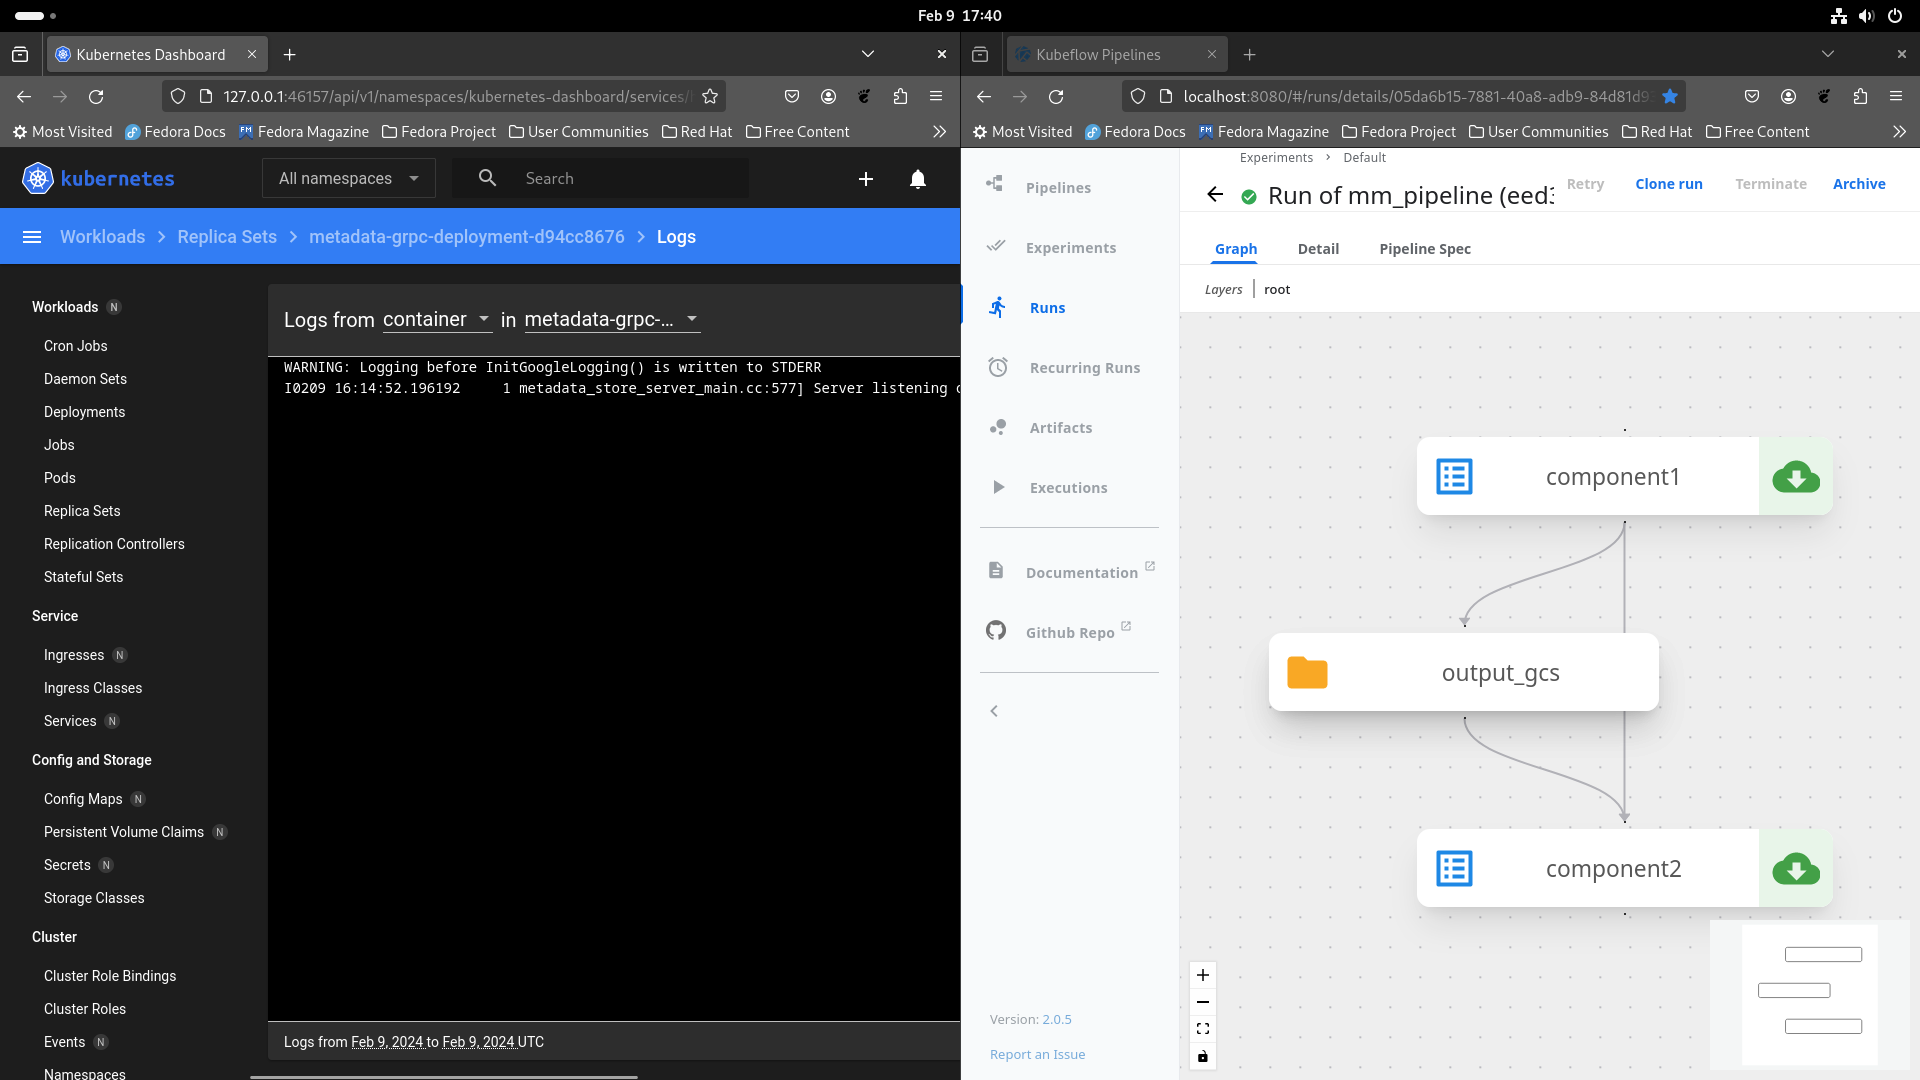 Feb 9 17:40
Kubernetes Dashboard
127.0.0.1:46157/api/v1/namespaces/kubernetes-dashboard/services/
Most Visited Fedora Docs Fedora Magazine Fedora Project User Communities Red Hat Free Content
kubernetes
All namespaces
Search
Workloads Replica Sets metadata-grpc-deployment-d94cc8676 Logs
Workloads N
Cron Jobs
Daemon Sets
Deployments
Jobs
Pods
Replica Sets
Replication Controllers
Stateful Sets
Service
Ingresses N
Ingress Classes
Services N
Config and Storage
Config Maps N
Persistent Volume Claims N
Secrets N
Storage Classes
Cluster
Cluster Role Bindings
Cluster Roles
Events N
Namespaces
Logs from container in metadata-grpc-...
WARNING: Logging before InitGoogleLogging() is written to STDERR
I0209 16:14:52.196192 1 metadata_store_server_main.cc:577] Server listening
Logs from Feb 9, 2024 to Feb 9, 2024 UTC
Kubeflow Pipelines
localhost:8080/#/runs/details/05da6b15-7881-40a8-adb9-84d81d9
Most Visited Fedora Docs Fedora Magazine Fedora Project User Communities Red Hat Free Content
Pipelines
Experiments
Runs
Recurring Runs
Artifacts
Executions
Documentation
Github Repo
Version: 2.0.5
Report an Issue
Experiments > Default
Run of mm_pipeline (eed3
Retry Clone run Terminate Archive
Graph Detail Pipeline Spec
Layers root
component1
output_gcs
component2